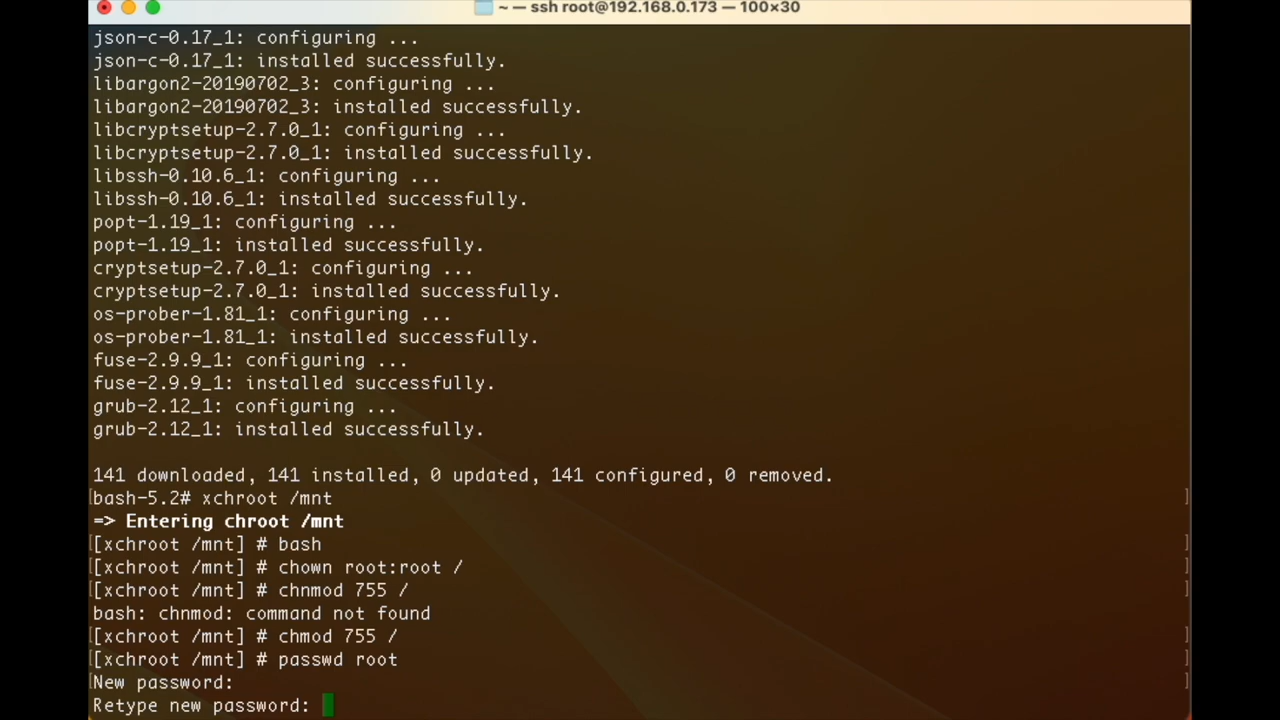 ~ — ssh root@192.168.0.173 — 100×30
json-c-0.17_1: configuring ...
json-c-0.17_1: installed successfully.
libargon2-20190702_3: configuring ...
libargon2-20190702_3: installed successfully.
libcryptsetup-2.7.0_1: configuring ...
libcryptsetup-2.7.0_1: installed successfully.
libssh-0.10.6_1: configuring ...
libssh-0.10.6_1: installed successfully.
popt-1.19_1: configuring ...
popt-1.19_1: installed successfully.
cryptsetup-2.7.0_1: configuring ...
cryptsetup-2.7.0_1: installed successfully.
os-prober-1.81_1: configuring ...
os-prober-1.81_1: installed successfully.
fuse-2.9.9_1: configuring ...
fuse-2.9.9_1: installed successfully.
grub-2.12_1: configuring ...
grub-2.12_1: installed successfully.
141 downloaded, 141 installed, 0 updated, 141 configured, 0 removed.
bash-5.2# xchroot /mnt
=> Entering chroot /mnt
[xchroot /mnt] # bash
[xchroot /mnt] # chown root:root /
[xchroot /mnt] # chnmod 755 /
bash: chnmod: command not found
[xchroot /mnt] # chmod 755 /
[xchroot /mnt] # passwd root
New password:
Retype new password: